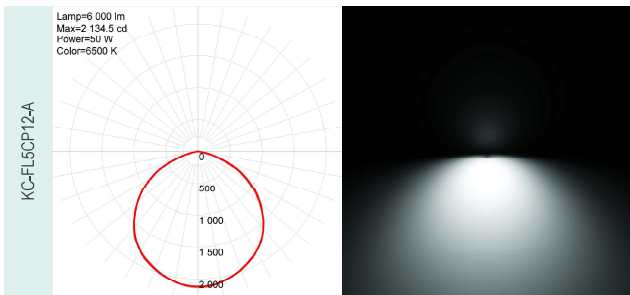 KC-FL5CP12-A
Lamp=6 000 lm
Max=2 134.5 cd
Power=50 W
Color=6500 K
0
500
1 000
1 500
2 000